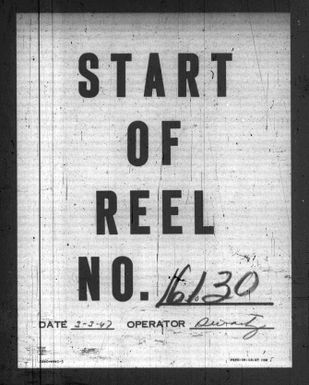 START
OF
REEL
NO. 16130
DATE 3-3-47 OPERATOR